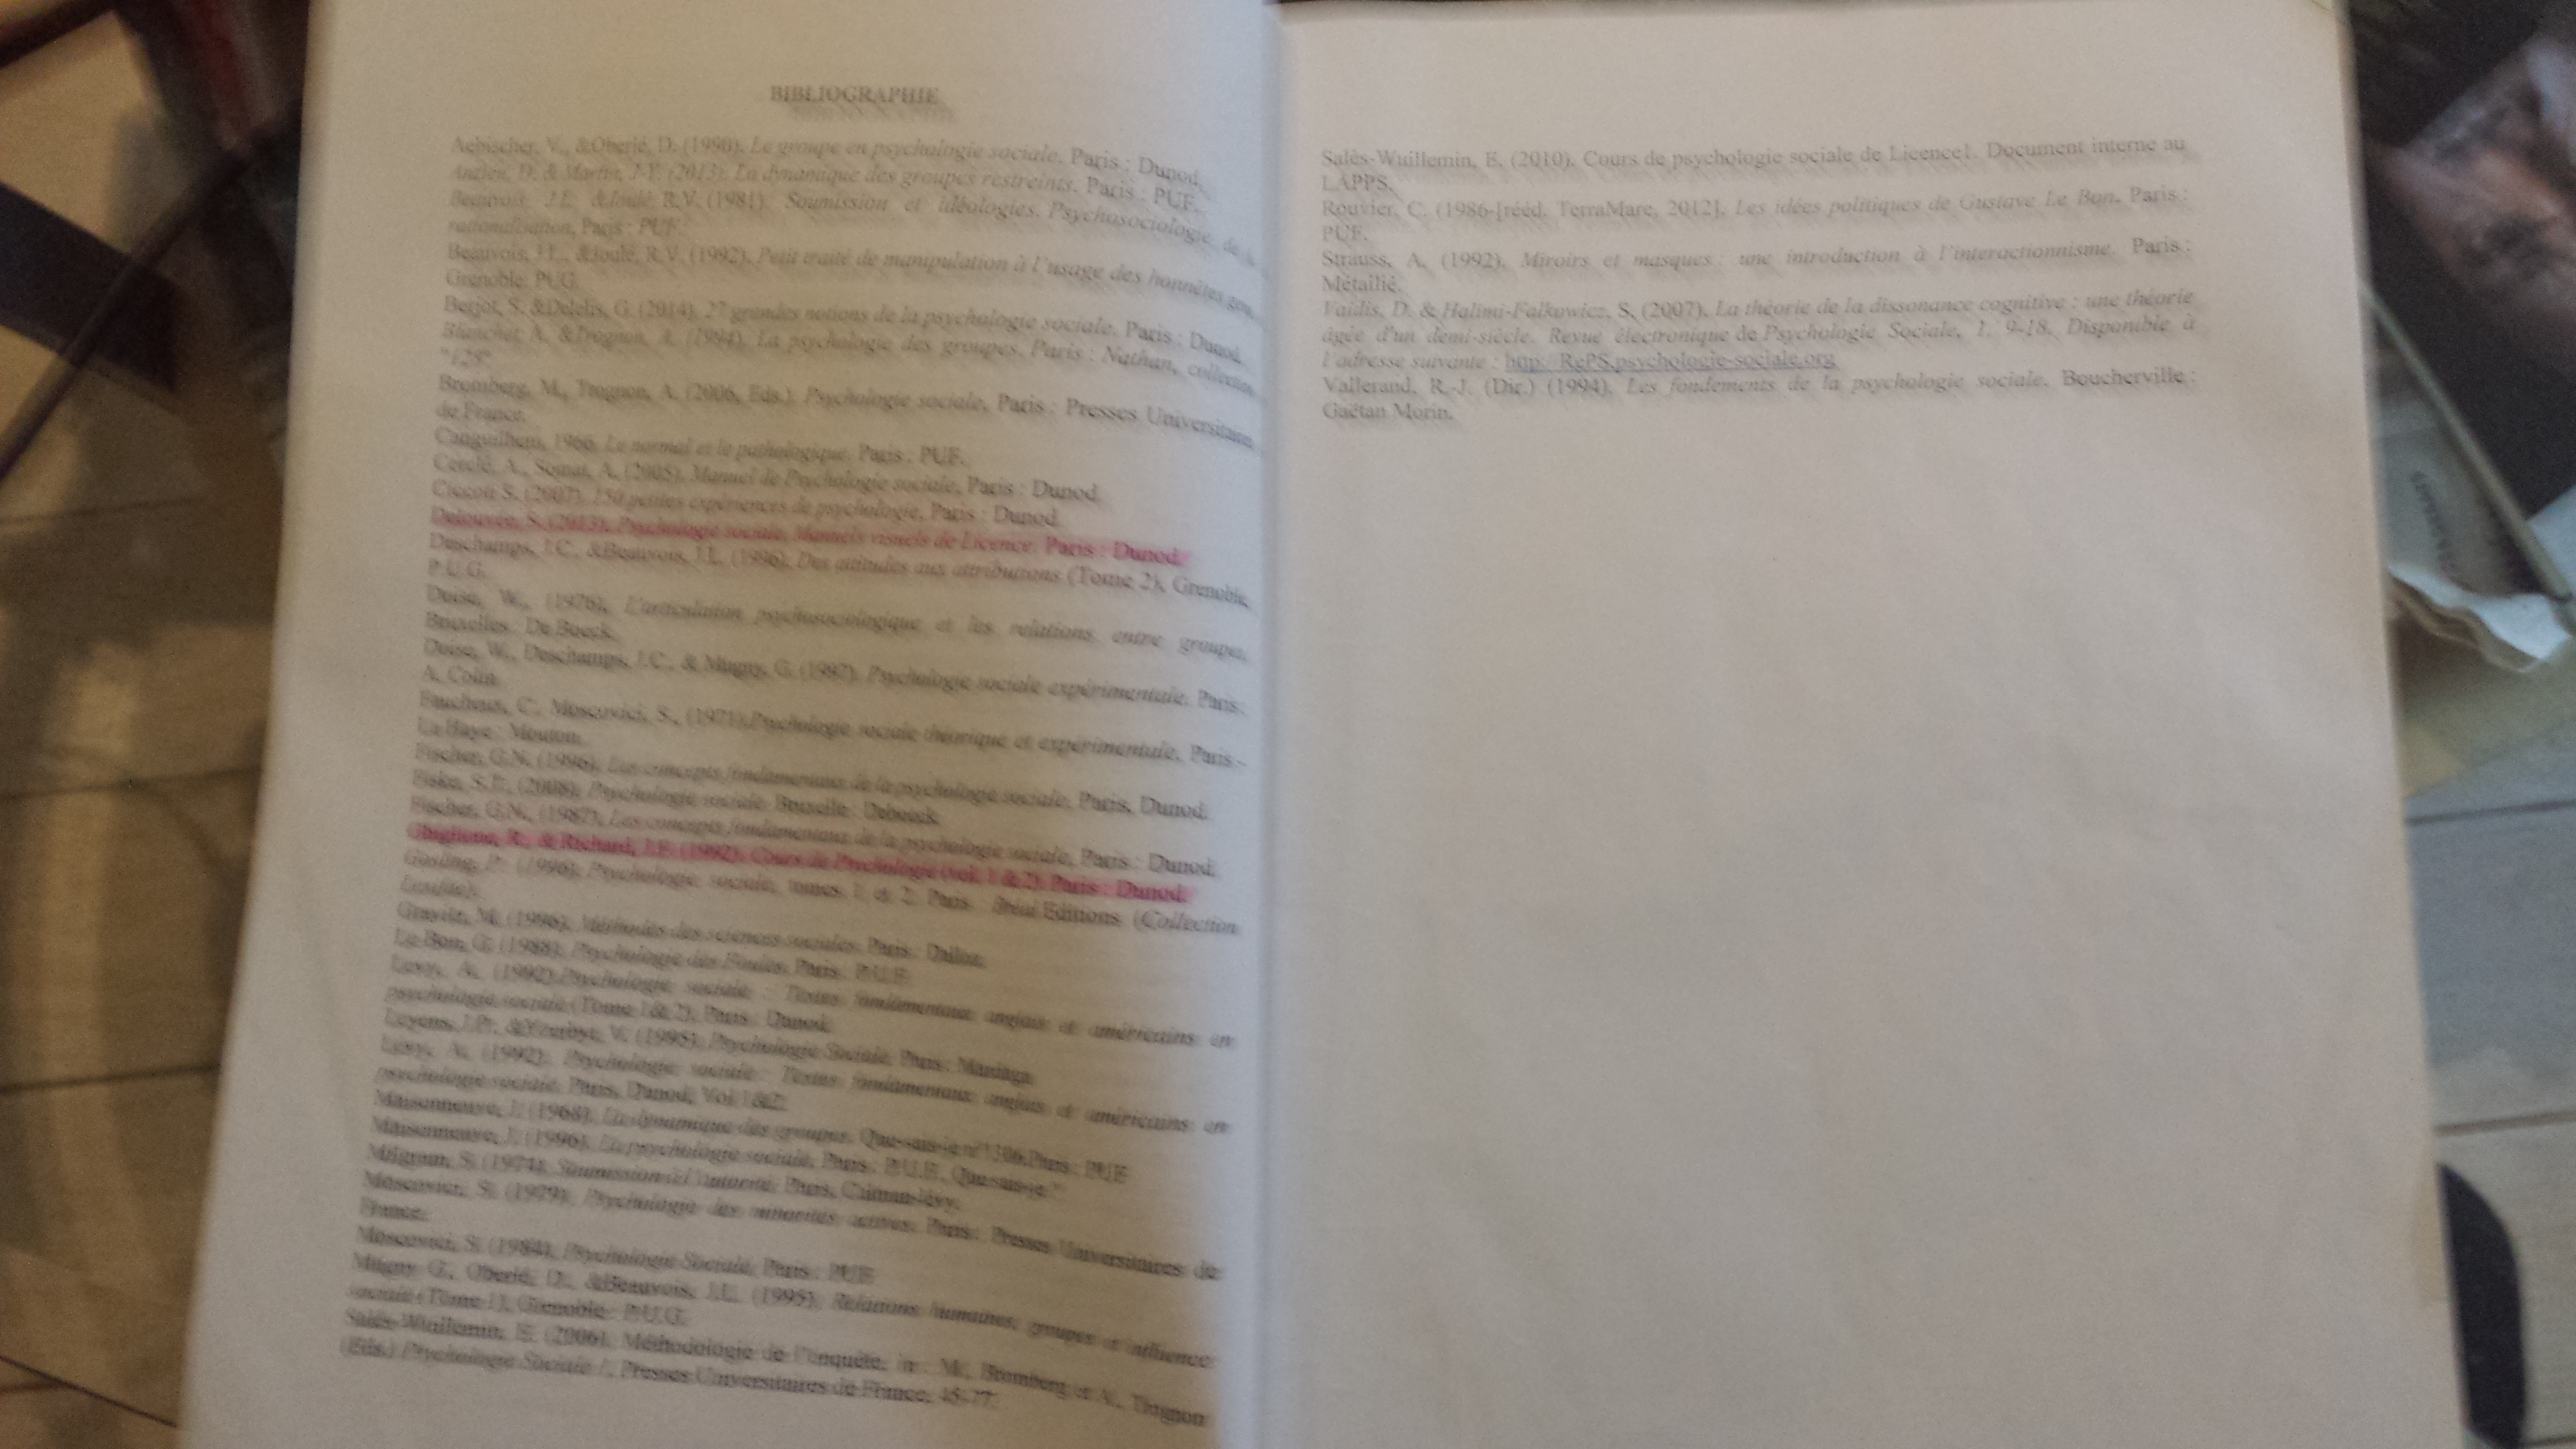 BIBLIOGRAPHIE
Aebischer, V., &Oberlé, D. (1990). Le groupe en psychologie sociale. Paris : Dunod.
Anzieu, D. & Martin, J-Y. (2013). La dynamique des groupes restreints. Paris : PUF.
Beauvois, J.L. &Joulé, R.V. (1981). Soumission et idéologies. Psychosociologie de la
rationalisation, Paris : PUF.
Beauvois, J.L., &Joulé, R.V. (1992). Petit traité de manipulation à l'usage des honnêtes
Grenoble: PUG.
Berjot, S. &Delelis, G. (2014). 27 grandes notions de la psychologie sociale. Paris : Dunod.
Blanchet, A. &Trognon, A. (1994). La psychologie des groupes. Paris : Nathan, collection
"128".
Bromberg, M., Trognon, A. (2006, Eds.). Psychologie sociale, Paris : Presses Universitaires
de France.
Canguilhem, 1966. Le normal et le pathologique. Paris : PUF.
Cerclé, A., Somat, A. (2005). Manuel de Psychologie sociale, Paris : Dunod.
Ciccoti S. (2007). 150 petites expériences de psychologie, Paris : Dunod.
Delouvée, S. (2013). Psychologie sociale, Manuels visuels de Licence. Paris : Dunod.
Deschamps, J.C., &Beauvois, J.L. (1996). Des attitudes aux attributions (Tome 2), Grenoble,
P.U.G.
Doise, W., (1976), L'articulation psychosociologique et les relations entre groupes,
Bruxelles : De Boeck.
Doise, W., Deschamps, J.C., & Mugny, G. (1997). Psychologie sociale expérimentale. Paris:
A. Colin.
Faucheux, C., Moscovici, S., (1971).Psychologie sociale théorique et expérimentale, Paris -
La Haye : Mouton.
Fischer, G.N. (1996). Les concepts fondamentaux de la psychologie sociale, Paris, Dunod.
Fiske, S.T., (2008). Psychologie sociale. Bruxelle : Deboeck.
Fischer, G.N., (1987), Les concepts fondamentaux de la psychologie sociale, Paris : Dunod.
Ghiglione, R., & Richard, J.F. (1992). Cours de Psychologie (vol. 1 & 2). Paris : Dunod.
Gosling, P. (1996). Psychologie sociale, tomes. 1. et. 2. Paris : Bréal Editions. (Collection
Lexifac).
Grawitz, M. (1996). Méthodes des sciences sociales. Paris : Dalloz.
Le Bon, G. (1988). Psychologie des Foules. Paris : P.U.F.
Levy, A. (1992).Psychologie sociale : Textes fondamentaux anglais et américains en
psychologie sociale (Tome 1& 2), Paris : Dunod.
Leyens, J.Ph. &Yzerbyt, V. (1995). Psychologie Sociale. Paris : Mardaga.
Levy, A. (1992). Psychologie sociale : Textes fondamentaux anglais et américains en
psychologie sociale. Paris, Dunod, Vol. 1&2.
Maisonneuve, J. (1968). La dynamique des groupes. Que-sais-je n°1306.Paris : PUF
Maisonneuve, J. (1996). La psychologie sociale, Paris : P.U.F., Que-sais-je ?
Milgram, S. (1974). Soumission à l'autorité. Paris, Calman-lévy.
Moscovici, S. (1979). Psychologie des minorités actives. Paris : Presses Universitaires de
France.
Moscovici, S. (1984). Psychologie Sociale. Paris : PUF
Mugny G., Oberlé, D., &Beauvois, J.L. (1995). Relations humaines, groupes et influence
sociale (Tome 1), Grenoble : P.U.G.
Salès-Wuillemin, E. (2006). Méthodologie de l'enquête, in : M., Bromberg et A., Trognon
(Eds.) Psychologie Sociale 1, Presses Universitaires de France, 45-77.
Salès-Wuillemin, E. (2010). Cours de psychologie sociale de Licence1. Document interne au
LAPPS.
Rouvier, C. (1986-[rééd. TerraMare, 2012]. Les idées politiques de Gustave Le Bon. Paris :
PUF.
Strauss, A. (1992). Miroirs et masques : une introduction à l'interactionnisme. Paris :
Métailié.
Vaidis, D. & Halimi-Falkowicz, S. (2007). La théorie de la dissonance cognitive : une théorie
âgée d'un demi-siècle. Revue électronique de Psychologie Sociale, 1, 9-18. Disponible à
l'adresse suivante : http://RePS.psychologie-sociale.org
Vallerand, R.-J. (Dir.) (1994). Les fondements de la psychologie sociale. Boucherville :
Gaëtan Morin.